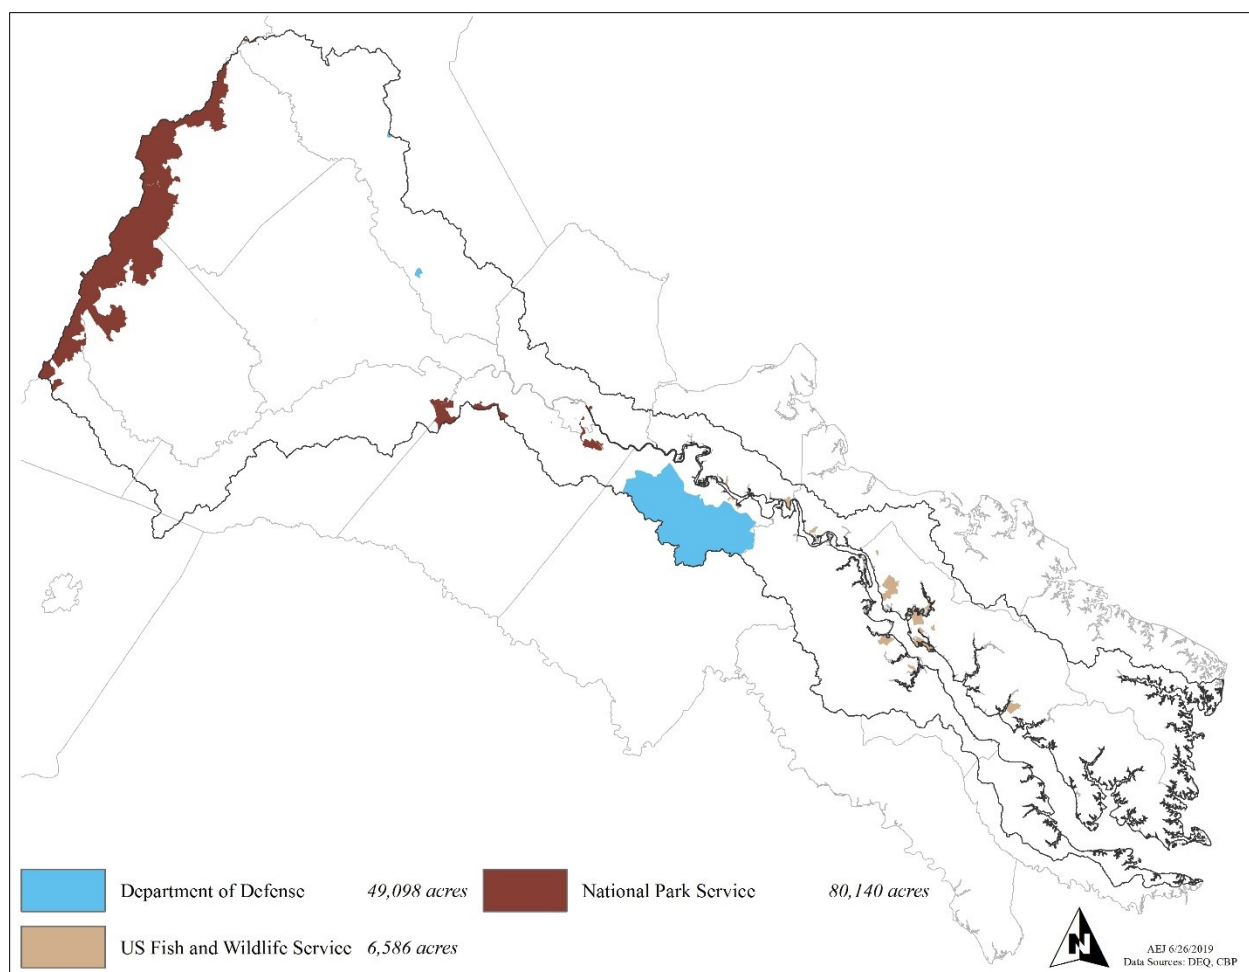 Department of Defense 49,098 acres
National Park Service 80,140 acres
US Fish and Wildlife Service 6,586 acres
N
AEJ 6/26/2019
Data Sources: DEQ, CBP